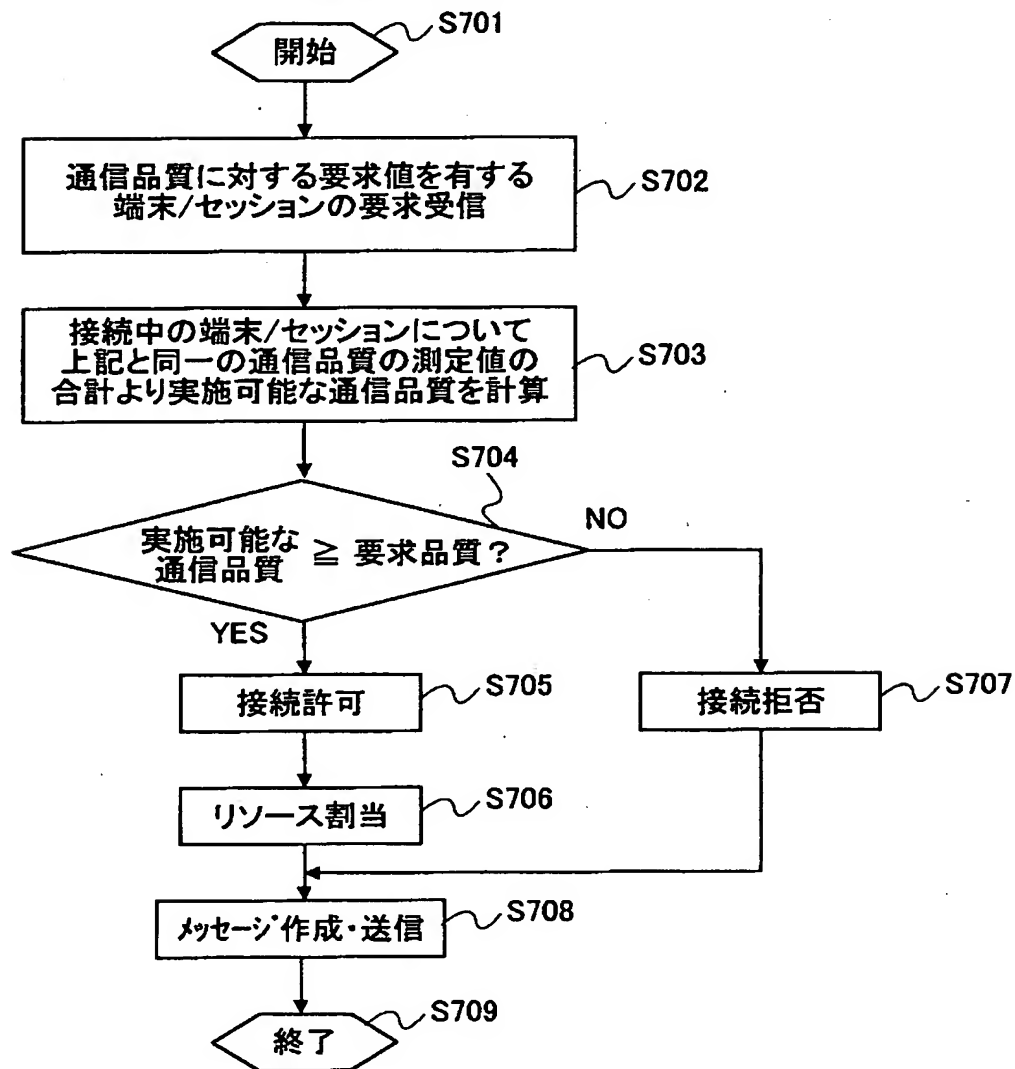 開始
S701
通信品質に対する要求値を有する
端末/セッションの要求受信
S702
接続中の端末/セッションについて
上記と同一の通信品質の測定値の
合計より実施可能な通信品質を計算
S703
S704
実施可能な
通信品質
≧ 要求品質?
NO
YES
接続許可
S705
接続拒否
S707
リソース割当
S706
メッセージ作成・送信
S708
終了
S709